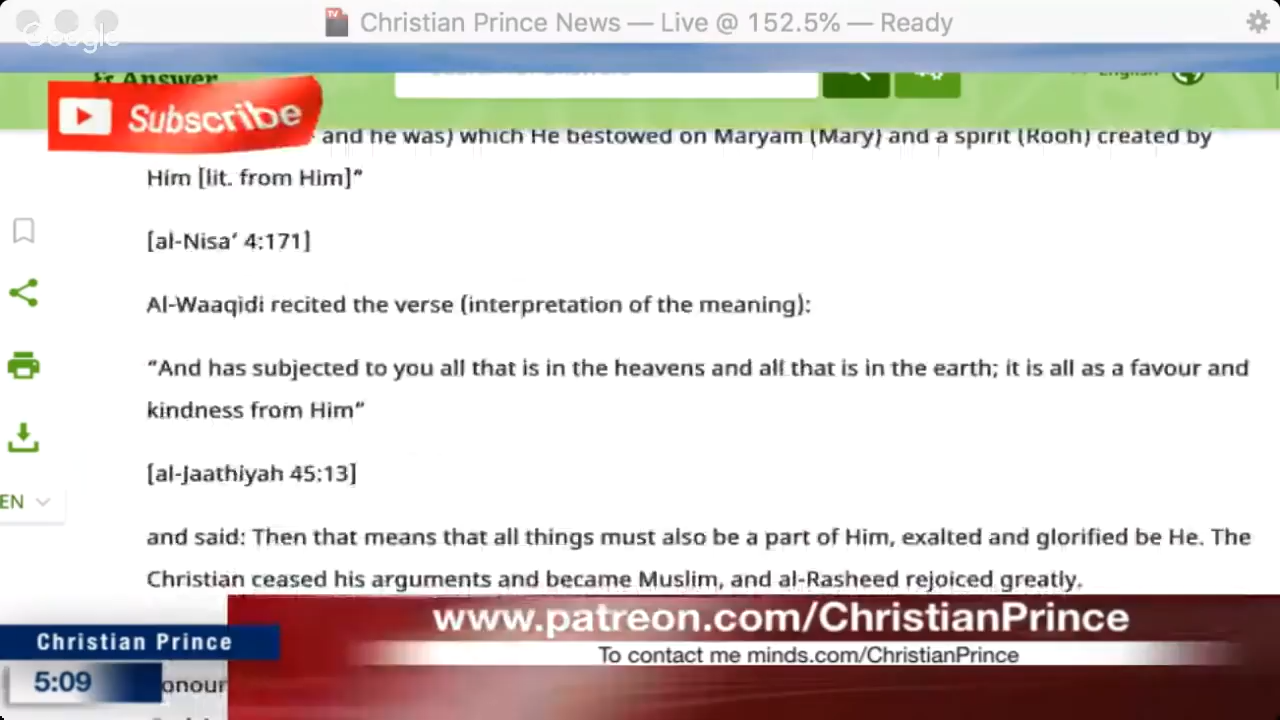 Google
Christian Prince News — Live @ 152.5% — Ready
& Answer
English
Subscribe
and he was) which He bestowed on Maryam (Mary) and a spirit (Rooh) created by
Him [lit. from Him]”
[al-Nisa’ 4:171]
Al-Waaqidi recited the verse (interpretation of the meaning):
“And has subjected to you all that is in the heavens and all that is in the earth; it is all as a favour and
kindness from Him”
[al-Jaathiyah 45:13]
EN
and said: Then that means that all things must also be a part of Him, exalted and glorified be He. The
Christian ceased his arguments and became Muslim, and al-Rasheed rejoiced greatly.
www.patreon.com/ChristianPrince
Christian Prince
To contact me minds.com/ChristianPrince
5:09
onour